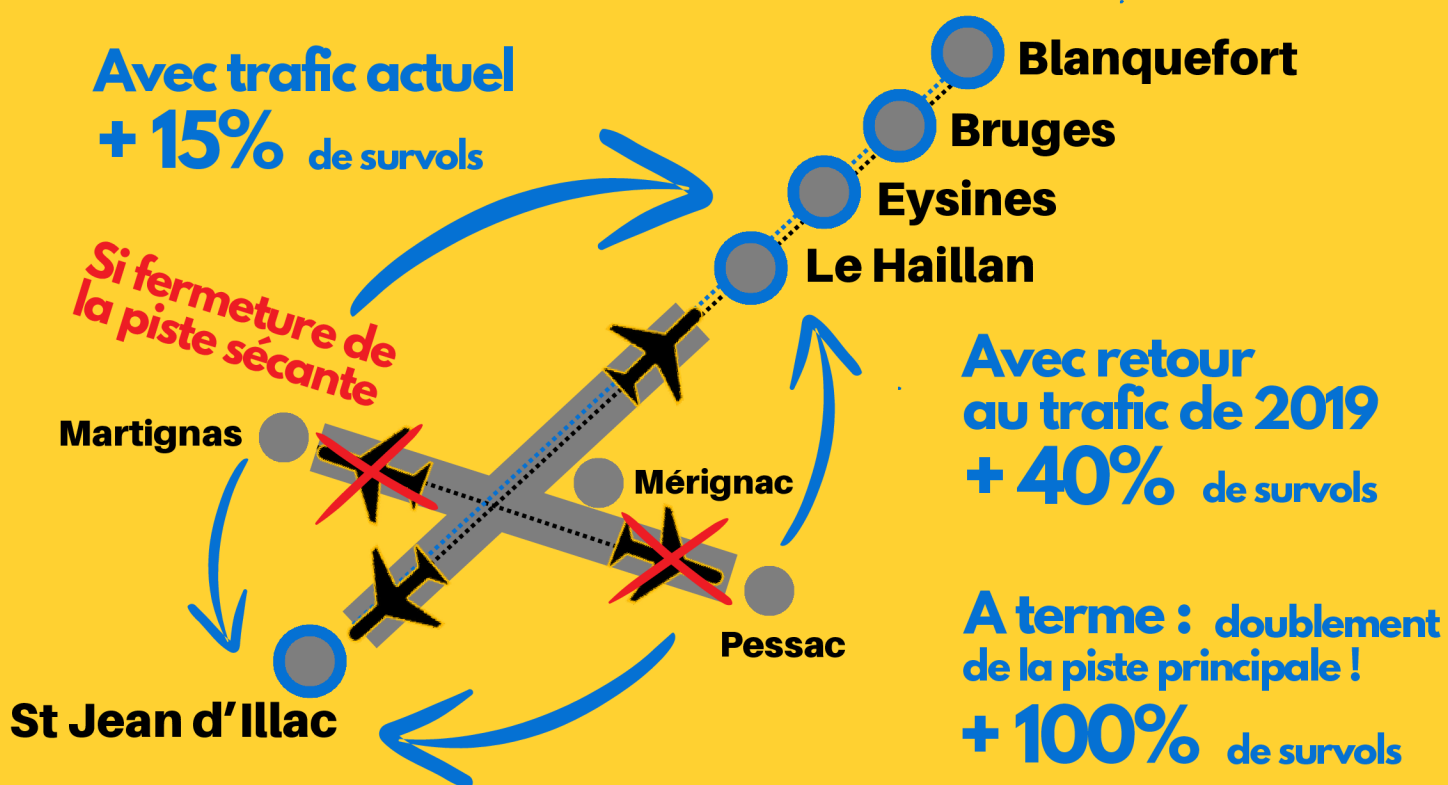 Avec trafic actuel
+ 15% de survols
Si fermeture de
la piste sécante
Blanquefort
Bruges
Eysines
Le Haillan
Martignas
Mérignac
Pessac
St Jean d'Illac
Avec retour
au trafic de 2019
+ 40% de survols
A terme : doublement
de la piste principale !
+ 100% de survols